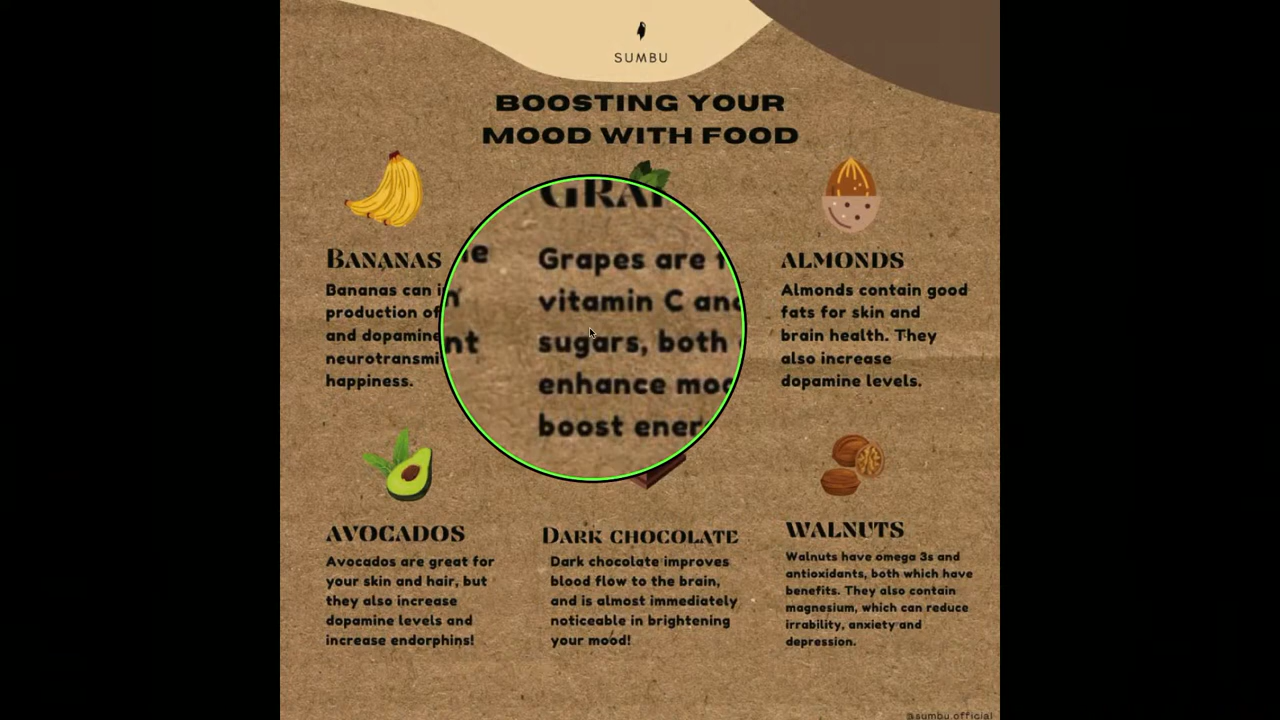 SUMBU
BOOSTING YOUR
MOOD WITH FOOD
BANANAS
Bananas can
production of
and dopamine
happiness.
Grapes are
vitamin C
sugars, both
enhance
boost
ALMONDS
Almonds contain good
fats for skin and
brain health. They
also increase
dopamine levels.
AVOCADOS
Avocados are great for
your skin and hair, but
they also increase
dopamine levels and
increase endorphins!
DARK CHOCOLATE
Dark chocolate improves
blood flow to the brain,
and is almost immediately
noticeable in brightening
your mood!
WALNUTS
Walnuts have omega 3s and
antioxidants, both which have
benefits. They also contain
magnesium, which can reduce
irrability, anxiety and
depression.
@sumbu.official